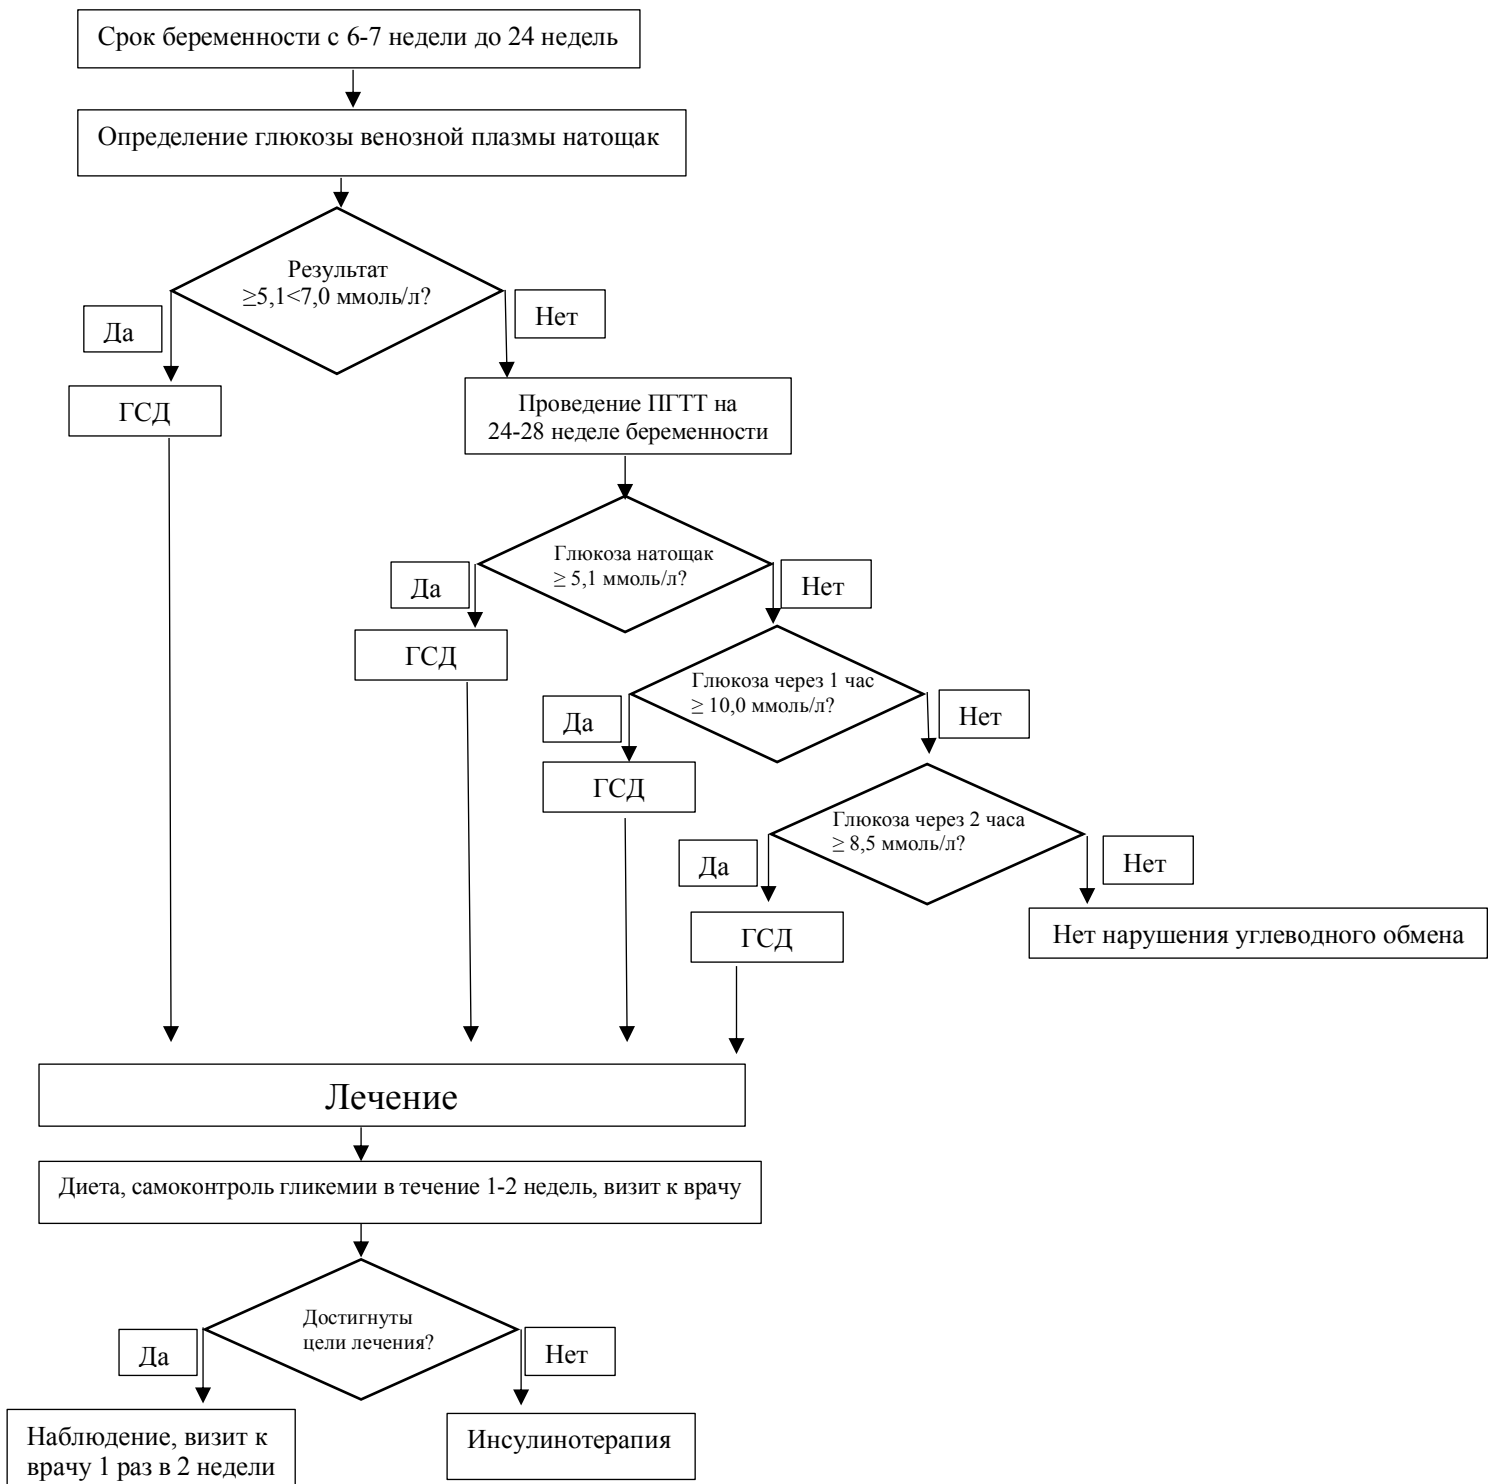 Срок беременности с 6-7 недели до 24 недель
Определение глюкозы венозной плазмы натощак
Результат
≥5,1<7,0 ммоль/л?
Да
Нет
ГСД
Проведение ПГТТ на
24-28 неделе беременности
Глюкоза натощак
≥ 5,1 ммоль/л?
Да
Нет
ГСД
Глюкоза через 1 час
≥ 10,0 ммоль/л?
Да
Нет
ГСД
Глюкоза через 2 часа
≥ 8,5 ммоль/л?
Да
Нет
ГСД
Нет нарушения углеводного обмена
Лечение
Диета, самоконтроль гликемии в течение 1-2 недель, визит к врачу
Достигнуты
цели лечения?
Да
Нет
Наблюдение, визит к
врачу 1 раз в 2 недели
Инсулинотерапия